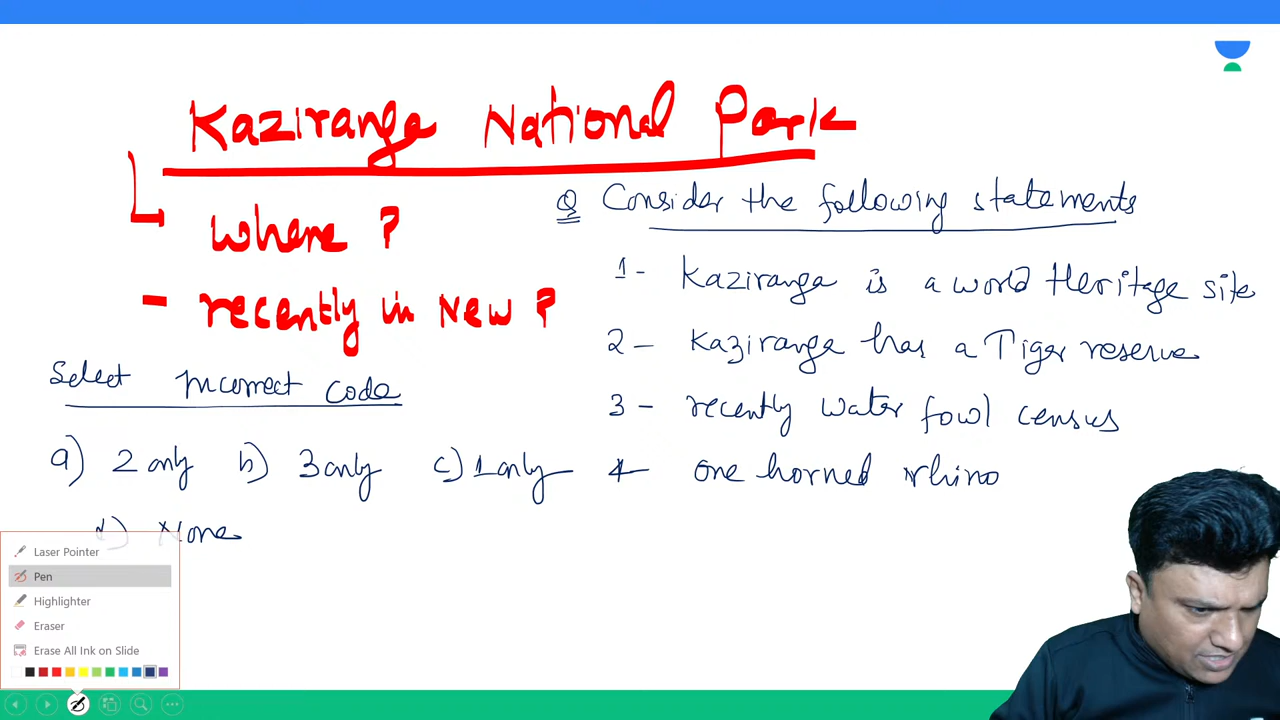 Kaziranga National Park
where ?
- recently in New ?
Q Consider the following statements
1- Kaziranga is a world Heritage site
2- Kaziranga has a Tiger reserve
3- recently water fowl census
4- one horned rhino
Select Incorrect code
a) 2 only b) 3 only c) 1 only
d) None
Laser Pointer
Pen
Highlighter
Eraser
Erase All Ink on Slide